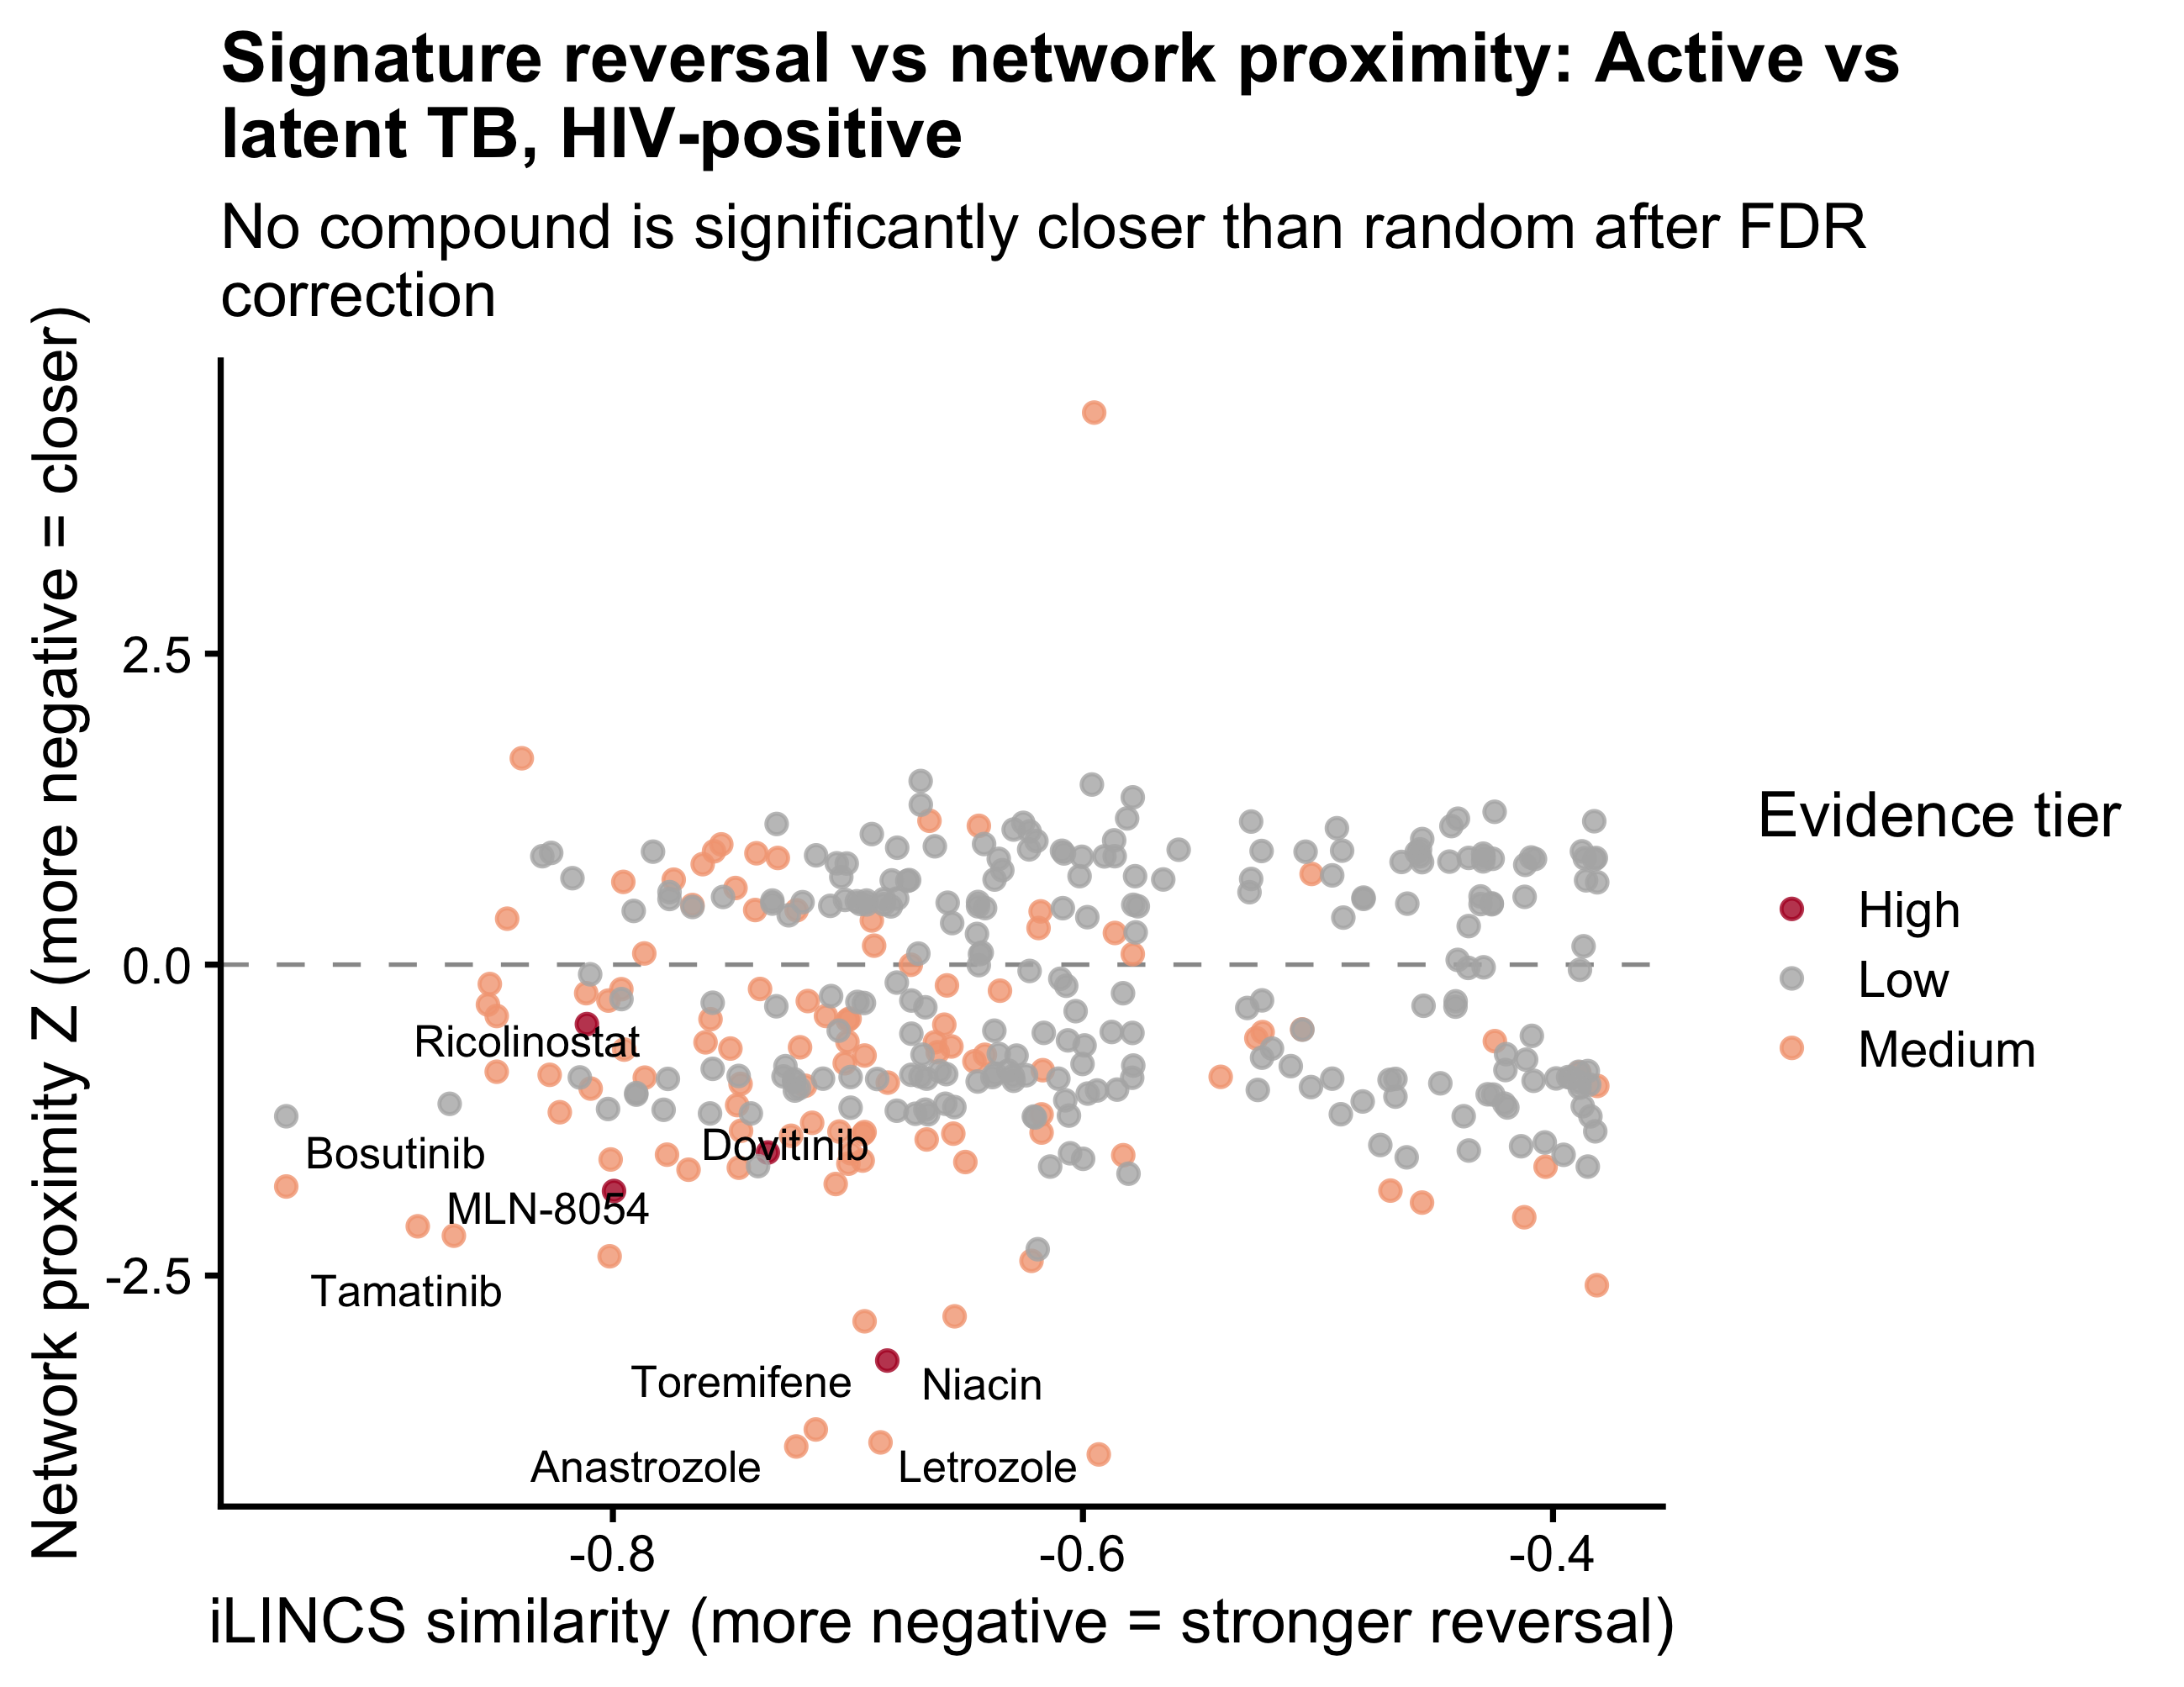 Signature reversal vs network proximity: Active vs
latent TB, HIV-positive
No compound is significantly closer than random after FDR
correction
Network proximity Z (more negative = closer)
2.5
0.0
-2.5
Ricolinostat
Bosutinib
Dovitinib
MLN-8054
Tamatinib
Toremifene
Niacin
Anastrozole
Letrozole
-0.8
-0.6
-0.4
iLINCS similarity (more negative = stronger reversal)
Evidence tier
High
Low
Medium